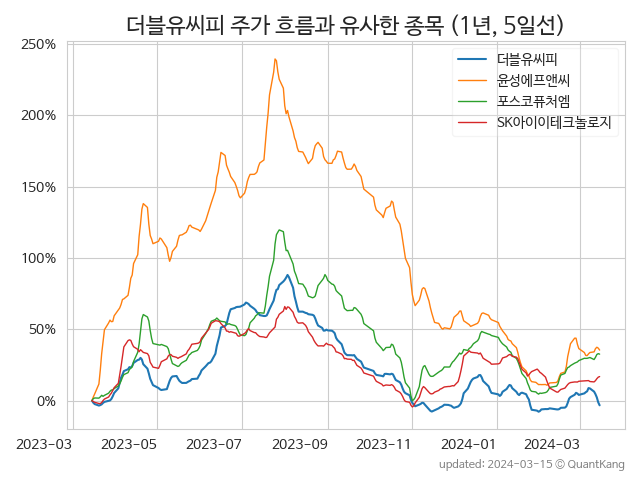 더블유씨피 주가 흐름과 유사한 종목 (1년, 5일선)
250%
200%
150%
100%
50%
0%
더블유씨피
윤성에프앤씨
포스코퓨처엠
SK아이이테크놀로지
2023-03 2023-05 2023-07 2023-09 2023-11 2024-01 2024-03
updated: 2024-03-15 © QuantKang